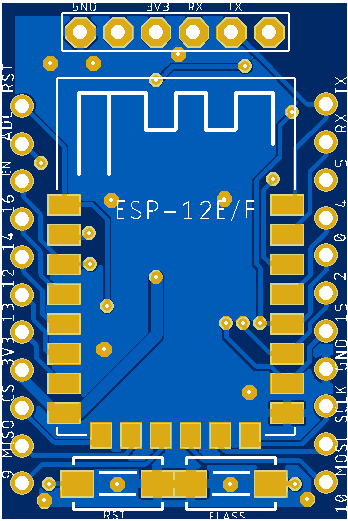 GND 3V3 RX TX
RST
ADC
EN
16
14
12
13
3V3
CS
MISO
9
ESP-12E/F
TX
RX
5
4
0
2
15
GND
SCLK
MOSI
10
RST
FLASS